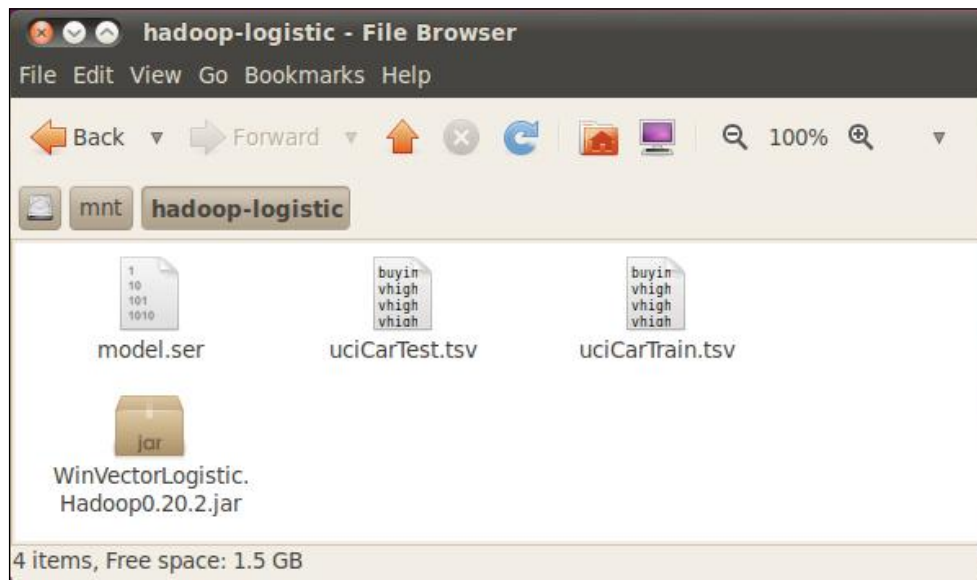 hadoop-logistic - File Browser
File Edit View Go Bookmarks Help
Back Forward 100%
mnt hadoop-logistic
1
10
101
1010
model.ser
buyin
vhigh
vhigh
vhigh
uciCarTest.tsv
buyin
vhigh
vhigh
vhigh
uciCarTrain.tsv
jar
WinVectorLogistic.
Hadoop0.20.2.jar
4 items, Free space: 1.5 GB